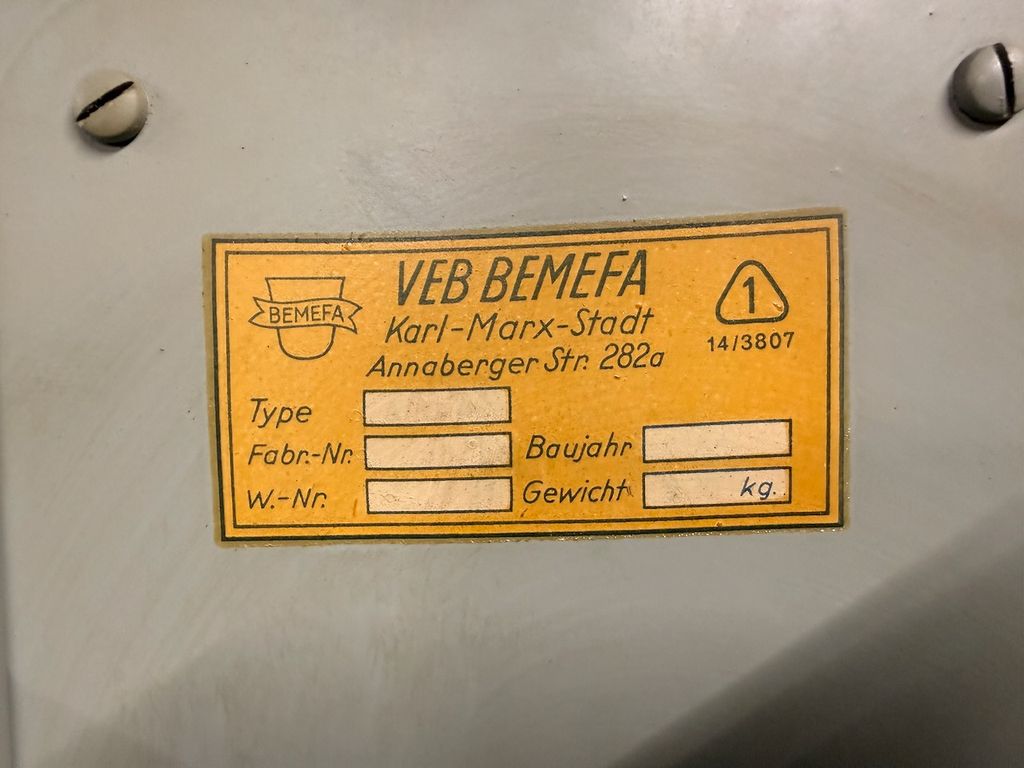 VEB BEMEFA
BEMEFA
1
Karl-Marx-Stadt
14/3807
Annaberger Str. 282a
Type
Fabr.-Nr.
Baujahr
W.-Nr.
Gewicht
kg.